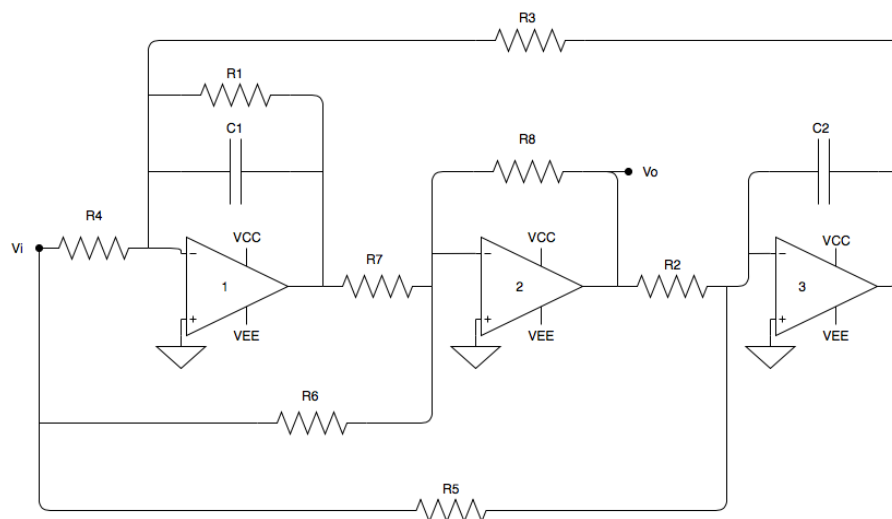 R3
R1
C1
R8
C2
Vo
R4
Vi
VCC
VCC
VCC
−
−
−
R7
R2
1
2
3
+
+
+
VEE
VEE
VEE
R6
R5